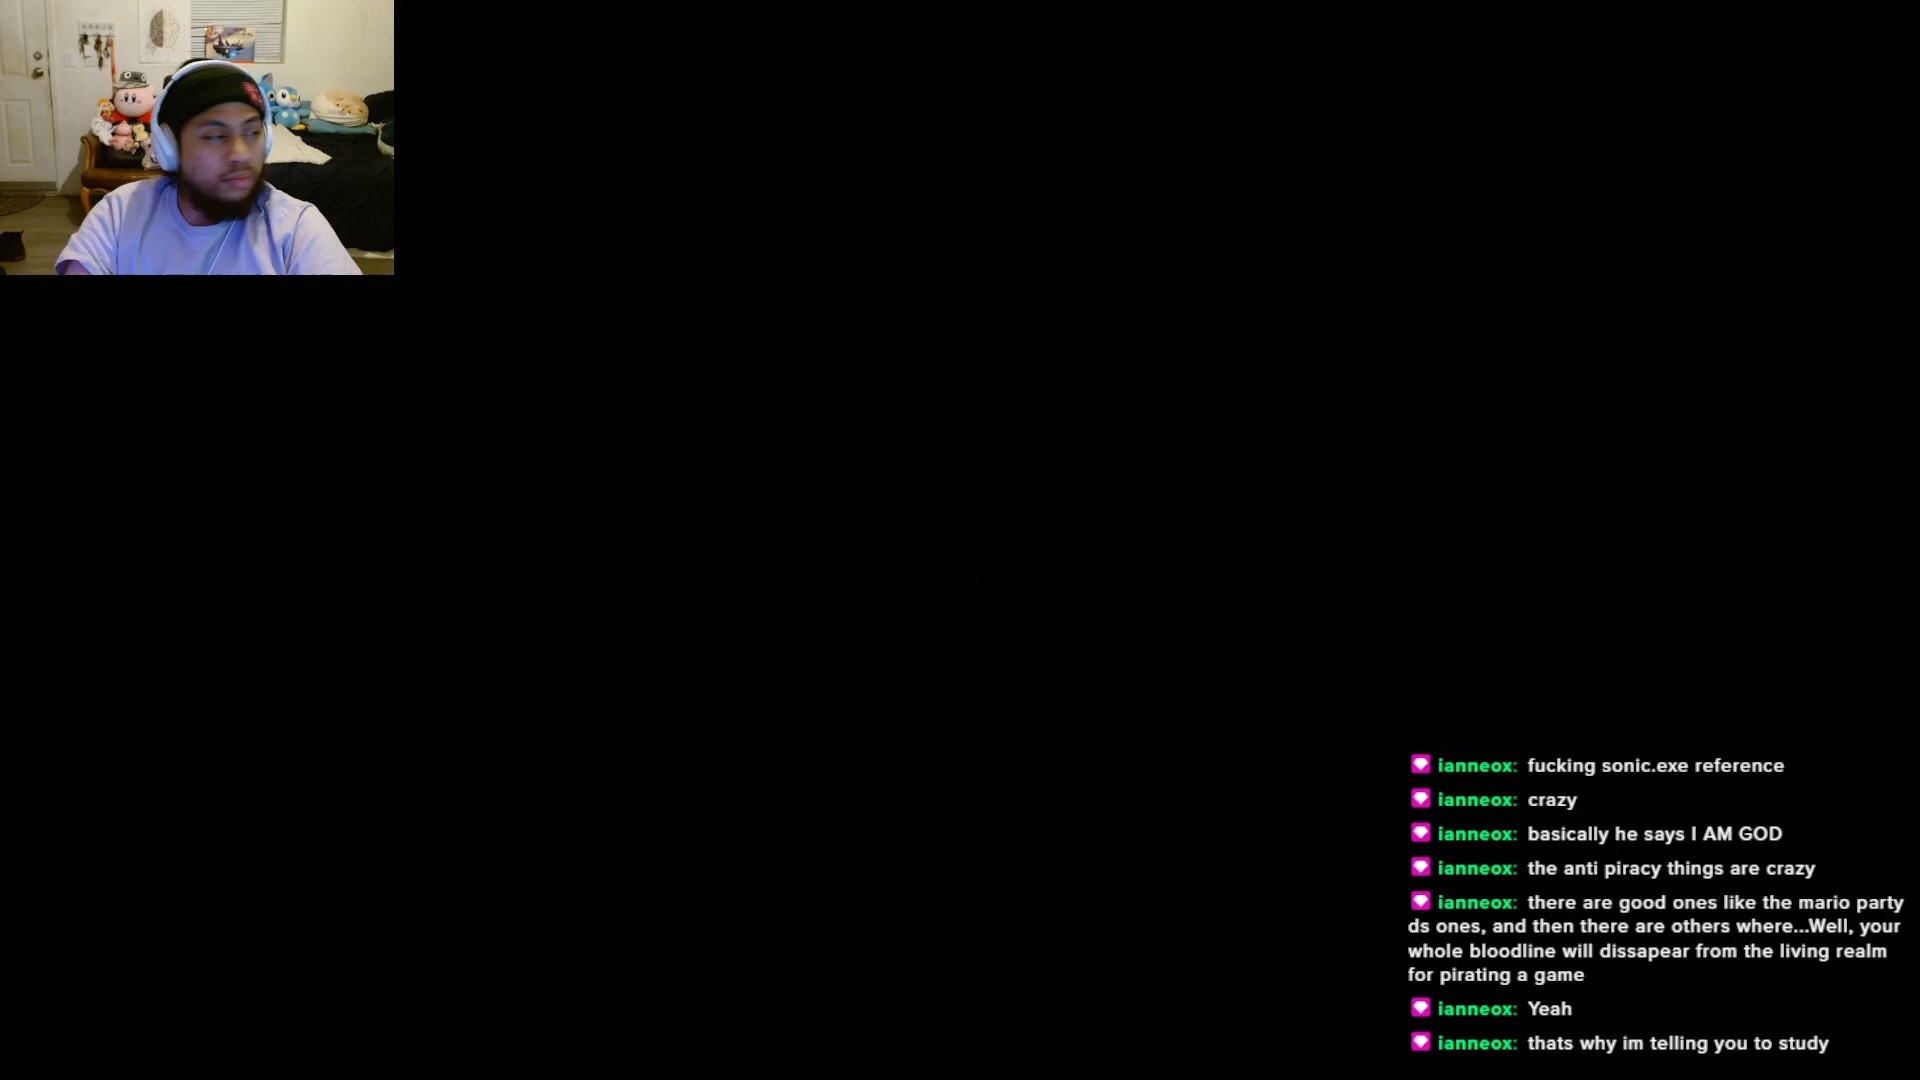 ianneox: fucking sonic.exe reference
ianneox: crazy
ianneox: basically he says I AM GOD
ianneox: the anti piracy things are crazy
ianneox: there are good ones like the mario party
ds ones, and then there are others where...Well, your
whole bloodline will dissapear from the living realm
for pirating a game
ianneox: Yeah
ianneox: thats why im telling you to study